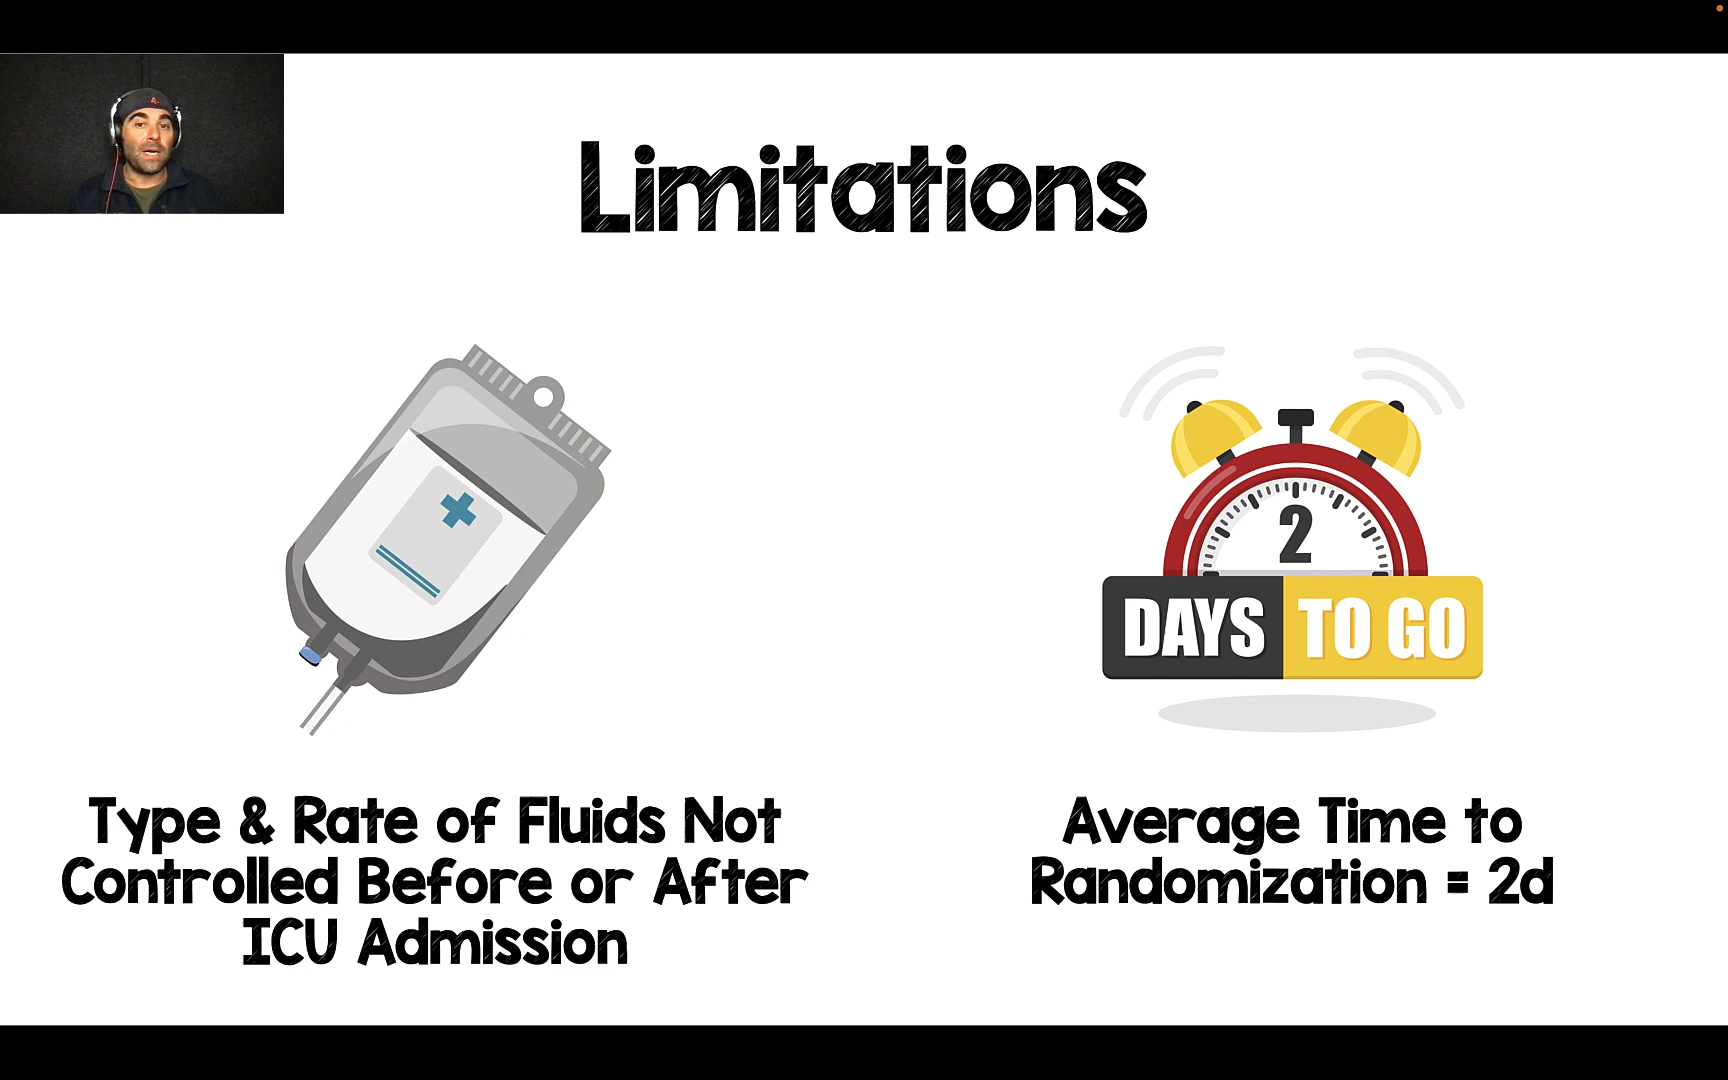 Limitations
2
DAYS TO GO
Type & Rate of Fluids Not
Controlled Before or After
ICU Admission
Average Time to
Randomization = 2d